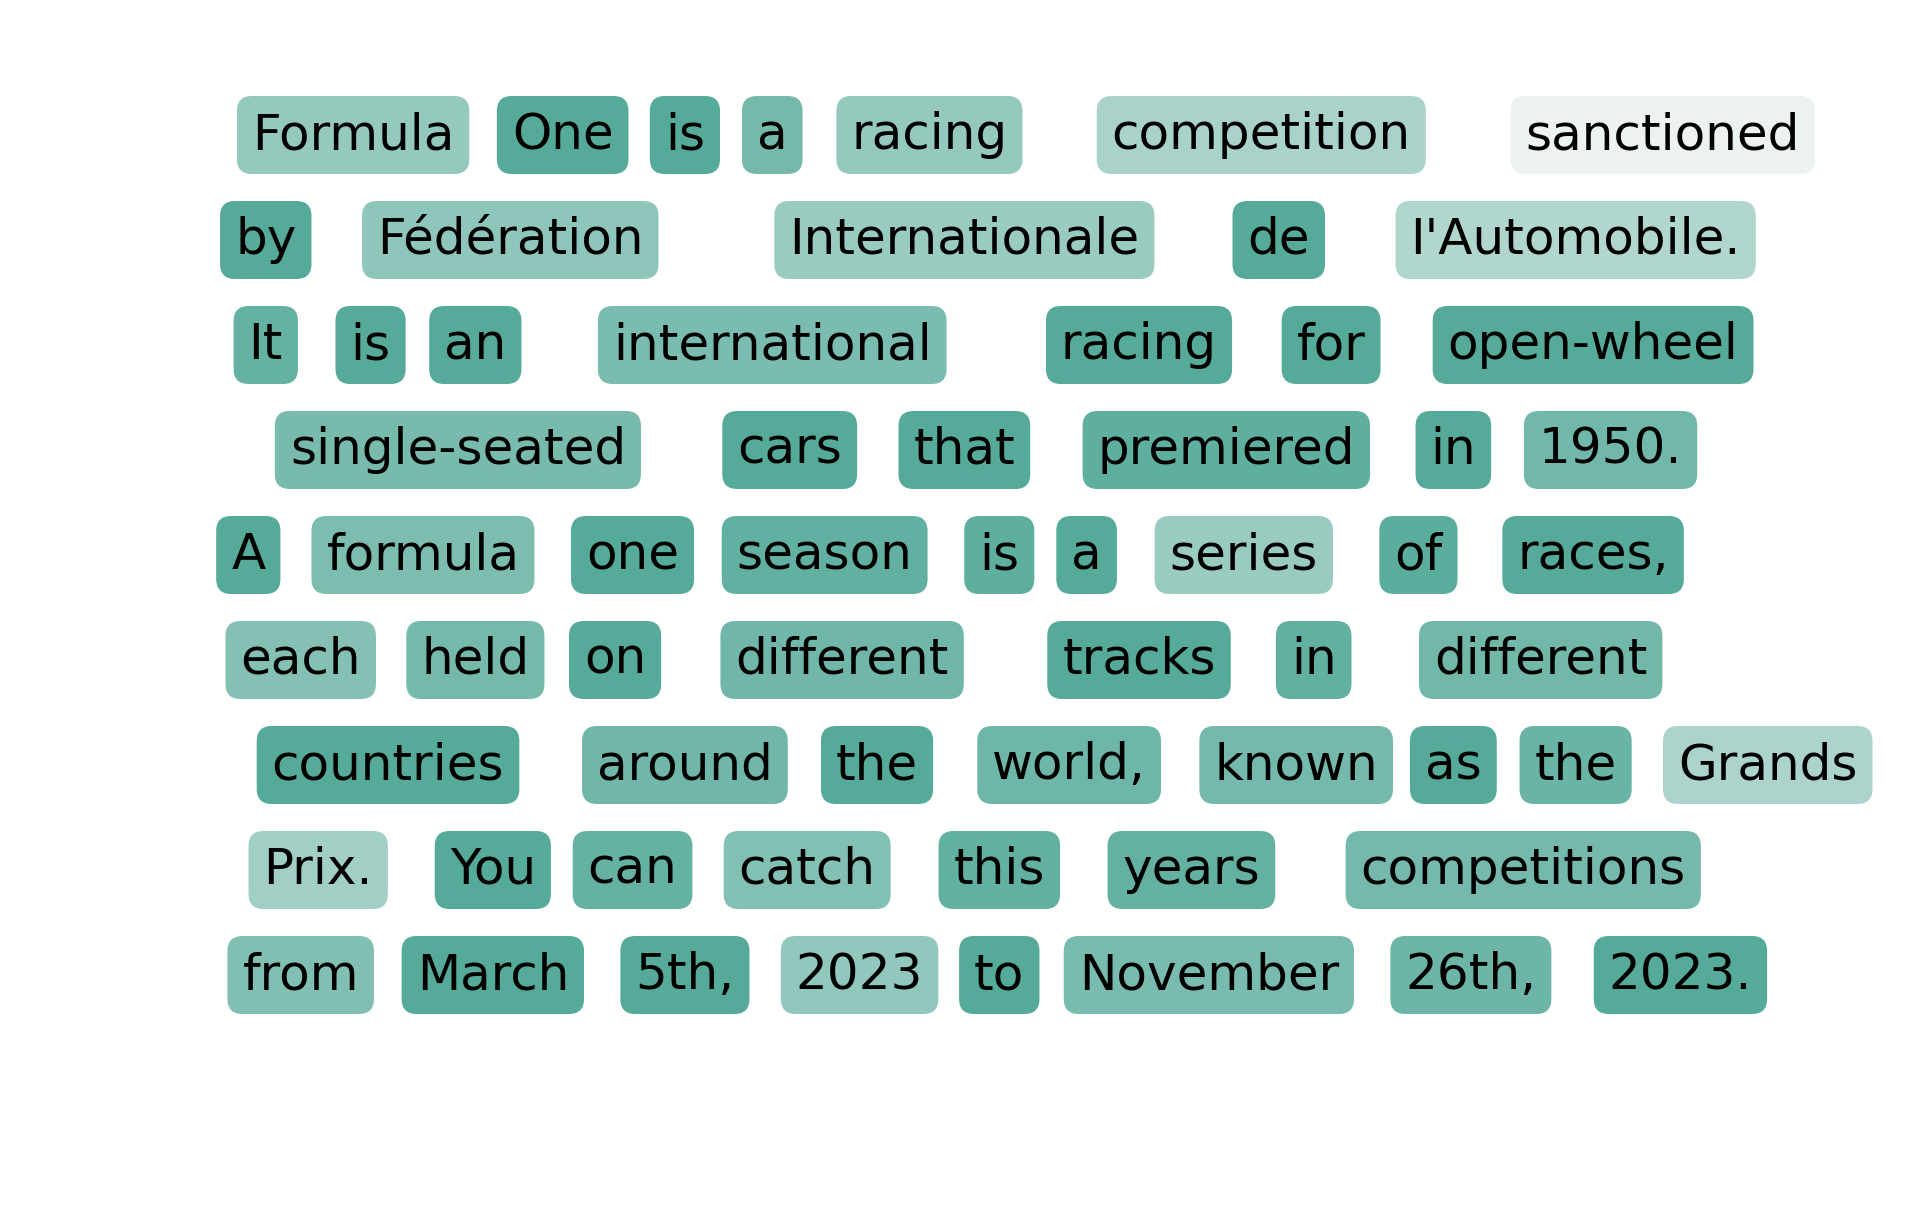 Formula One is a racing competition sanctioned
by Fédération Internationale de I'Automobile.
It is an international racing for open-wheel
single-seated cars that premiered in 1950.
A formula one season is a series of races,
each held on different tracks in different
countries around the world, known as the Grands
Prix. You can catch this years competitions
from March 5th, 2023 to November 26th, 2023.